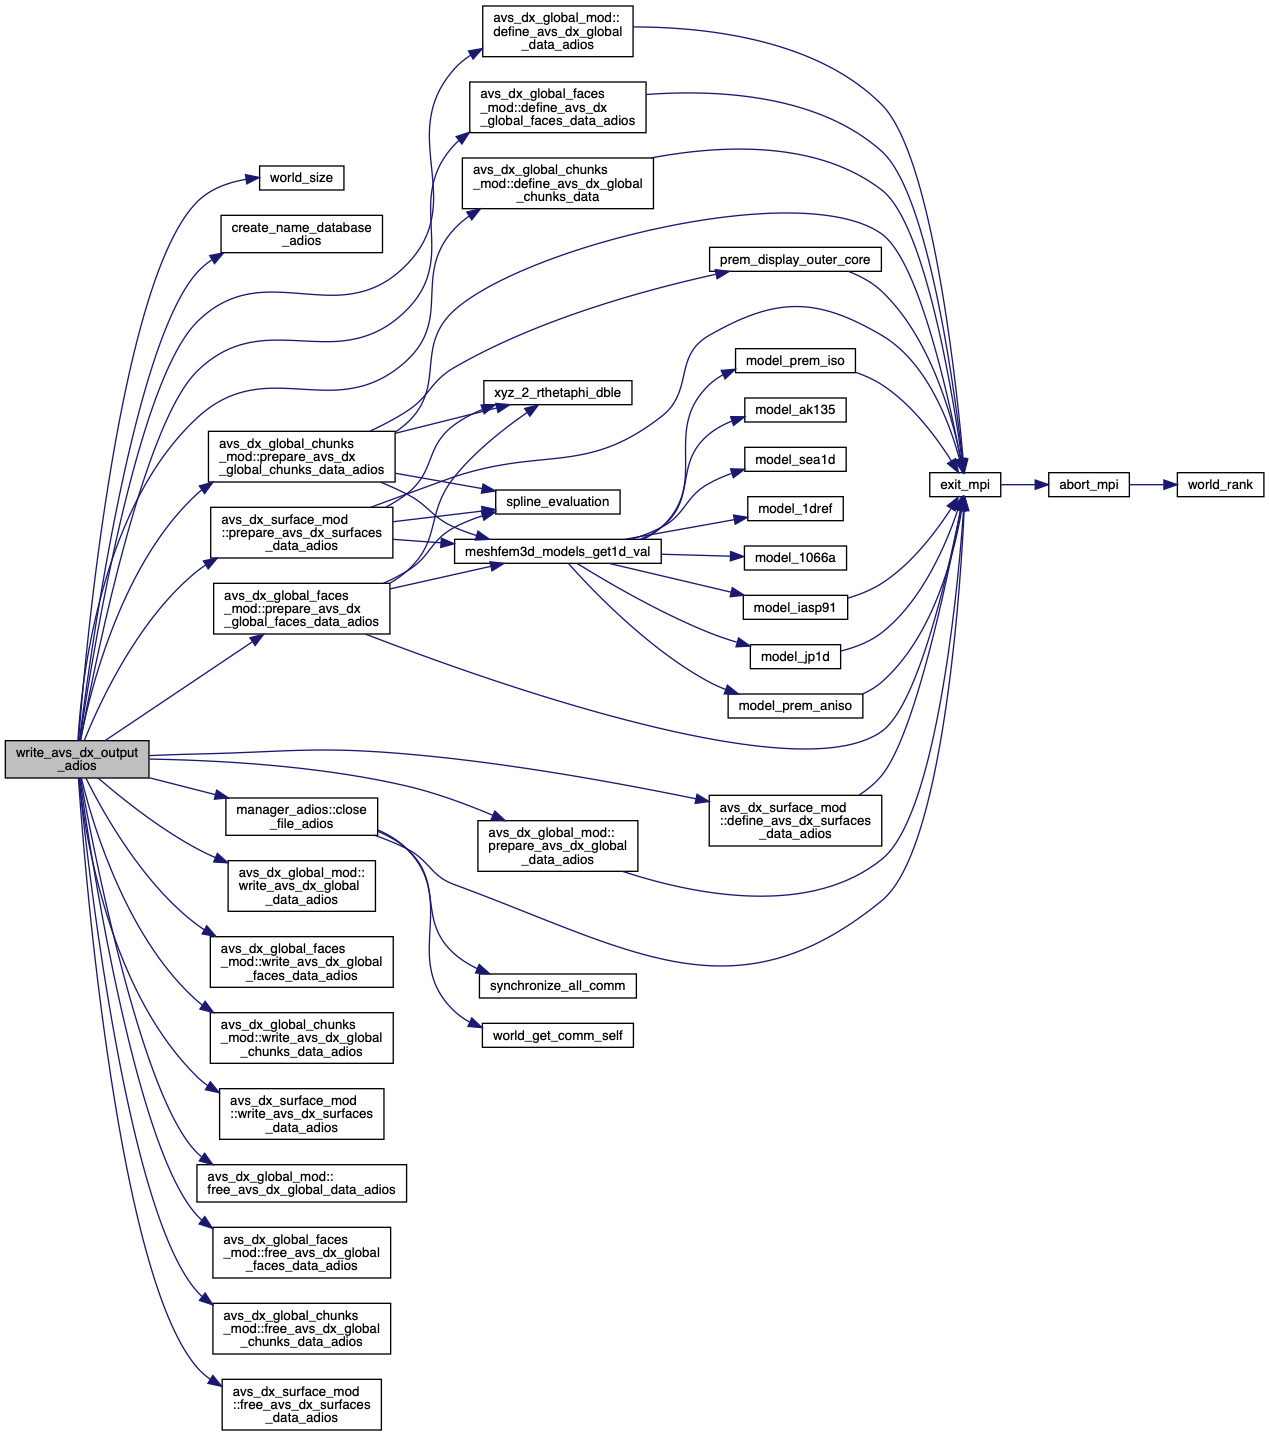 avs_dx_global_mod::
define_avs_dx_global
_data_adios
avs_dx_global_faces
_mod::define_avs_dx
_global_faces_data_adios
avs_dx_global_chunks
_mod::define_avs_dx_global
_chunks_data
world_size
create_name_database
_adios
prem_display_outer_core
model_prem_iso
xyz_2_rthetaphi_dble
model_ak135
avs_dx_global_chunks
_mod::prepare_avs_dx
_global_chunks_data_adios
model_sea1d
exit_mpi
abort_mpi
world_rank
spline_evaluation
model_1dref
avs_dx_surface_mod
::prepare_avs_dx_surfaces
_data_adios
meshfem3d_models_get1d_val
model_1066a
avs_dx_global_faces
_mod::prepare_avs_dx
_global_faces_data_adios
model_iasp91
model_jp1d
model_prem_aniso
write_avs_dx_output
_adios
manager_adios::close
_file_adios
avs_dx_surface_mod
::define_avs_dx_surfaces
_data_adios
avs_dx_global_mod::
prepare_avs_dx_global
_data_adios
avs_dx_global_mod::
write_avs_dx_global
_data_adios
avs_dx_global_faces
_mod::write_avs_dx_global
_faces_data_adios
synchronize_all_comm
avs_dx_global_chunks
_mod::write_avs_dx_global
_chunks_data_adios
world_get_comm_self
avs_dx_surface_mod
::write_avs_dx_surfaces
_data_adios
avs_dx_global_mod::
free_avs_dx_global_data_adios
avs_dx_global_faces
_mod::free_avs_dx_global
_faces_data_adios
avs_dx_global_chunks
_mod::free_avs_dx_global
_chunks_data_adios
avs_dx_surface_mod
::free_avs_dx_surfaces
_data_adios